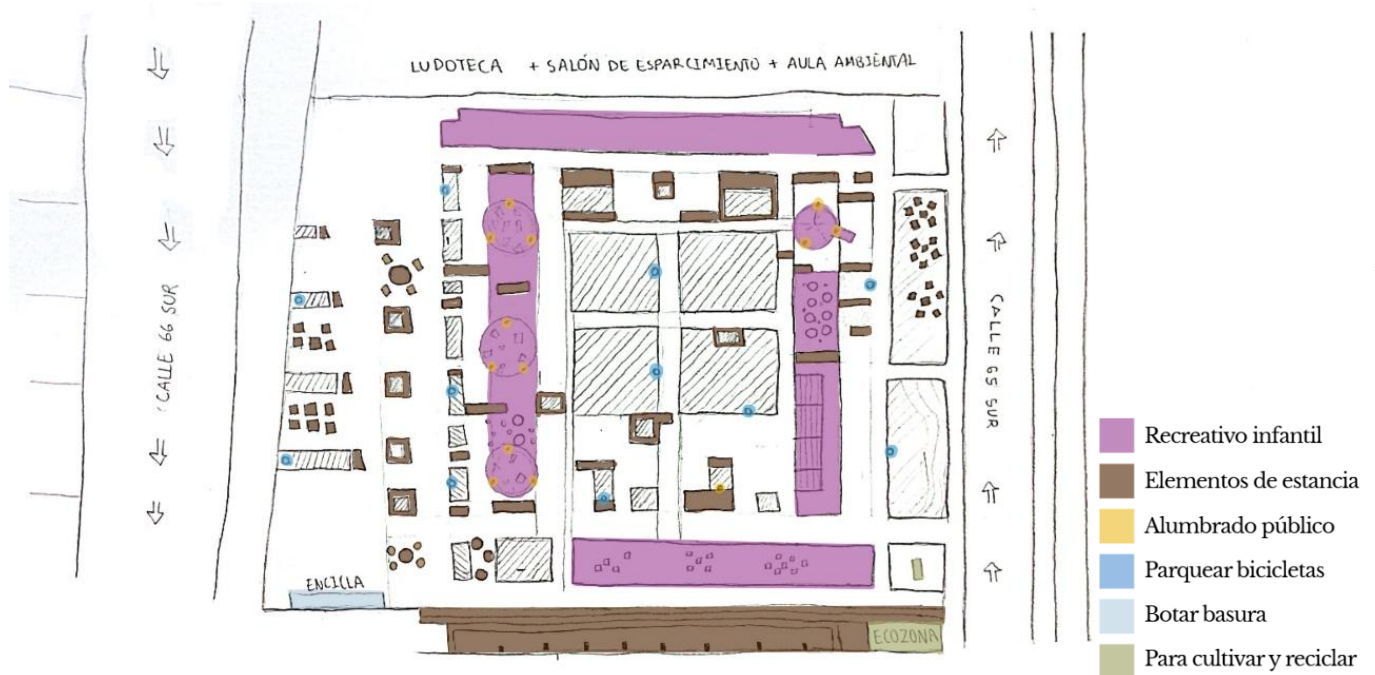 LUDOTECA + SALÓN DE ESPARCIMIENTO + AULA AMBIENTAL
CALLE 66 SUR
CALLE 65 SUR
ENCICLA
ECOZONA
Recreativo infantil
Elementos de estancia
Alumbrado público
Parquear bicicletas
Botar basura
Para cultivar y reciclar